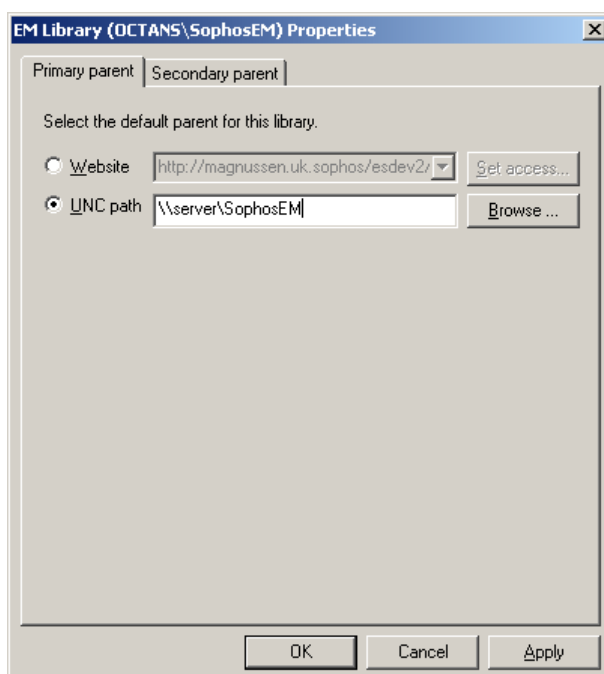 EM Library (OCTANS\SophosEM) Properties
Primary parent Secondary parent
Select the default parent for this library.
Website http://magnussen.uk.sophos/esdev2/ Set access...
UNC path \\server\SophosEM Browse ...
OK Cancel Apply